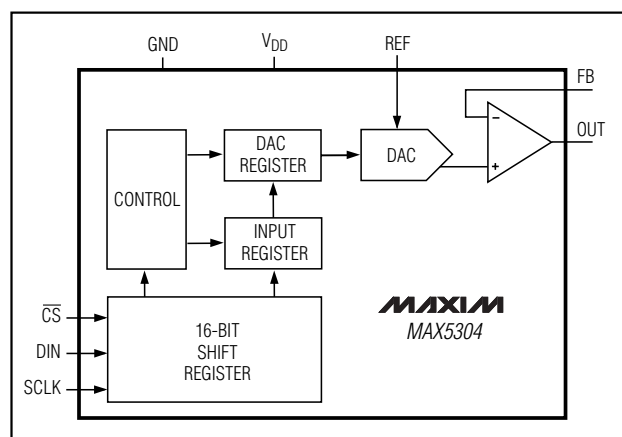 GND
V_DD
REF
FB
OUT
DAC
REGISTER
DAC
−
+
CONTROL
INPUT
REGISTER
CS̅
DIN
SCLK
16-BIT
SHIFT
REGISTER
MAXIM
MAX5304